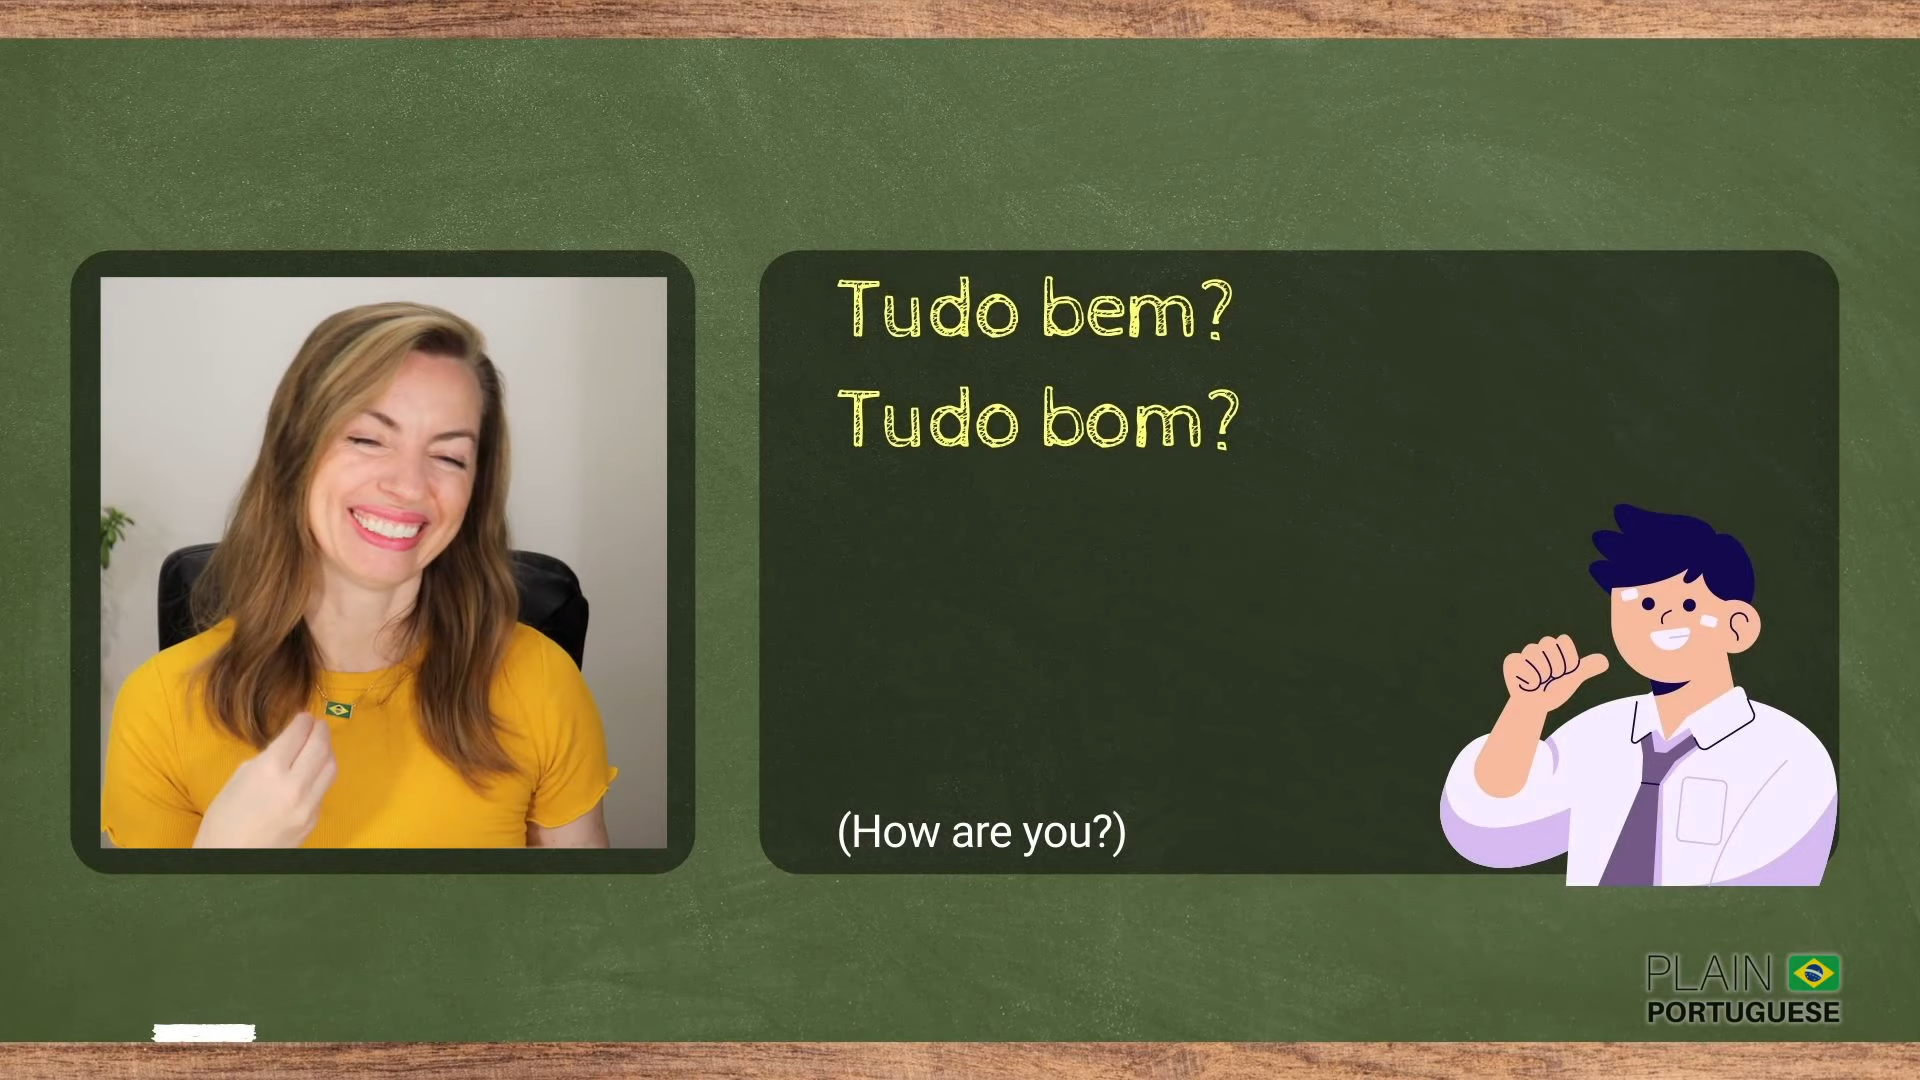 Tudo bem?
Tudo bom?
(How are you?)
PLAIN
PORTUGUESE